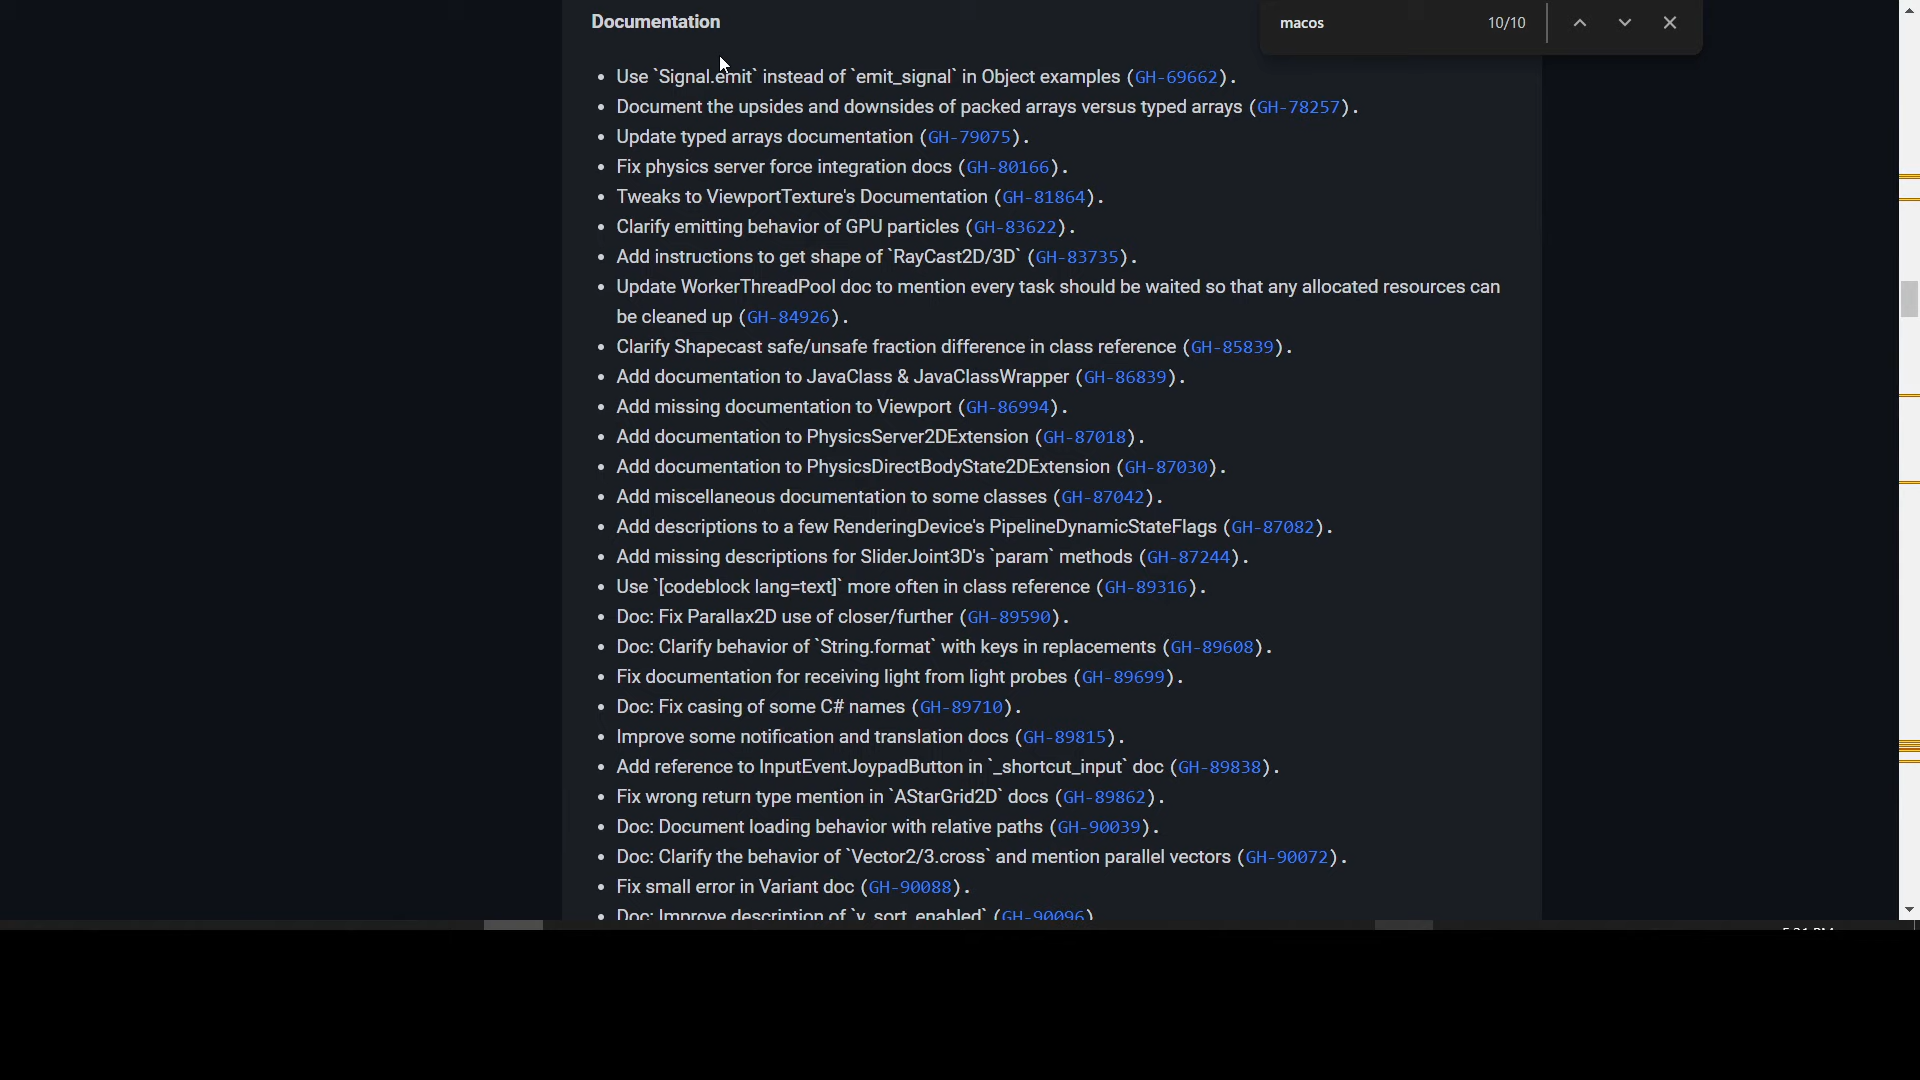 Documentation
macos
10/10
• Use `Signal.emit` instead of `emit_signal` in Object examples (GH-69662).
• Document the upsides and downsides of packed arrays versus typed arrays (GH-78257).
• Update typed arrays documentation (GH-79075).
• Fix physics server force integration docs (GH-80166).
• Tweaks to ViewportTexture's Documentation (GH-81864).
• Clarify emitting behavior of GPU particles (GH-83622).
• Add instructions to get shape of `RayCast2D/3D` (GH-83735).
• Update WorkerThreadPool doc to mention every task should be waited so that any allocated resources can
be cleaned up (GH-84926).
• Clarify Shapecast safe/unsafe fraction difference in class reference (GH-85839).
• Add documentation to JavaClass & JavaClassWrapper (GH-86839).
• Add missing documentation to Viewport (GH-86994).
• Add documentation to PhysicsServer2DExtension (GH-87018).
• Add documentation to PhysicsDirectBodyState2DExtension (GH-87030).
• Add miscellaneous documentation to some classes (GH-87042).
• Add descriptions to a few RenderingDevice's PipelineDynamicStateFlags (GH-87082).
• Add missing descriptions for SliderJoint3D's `param` methods (GH-87244).
• Use `[codeblock lang=text]` more often in class reference (GH-89316).
• Doc: Fix Parallax2D use of closer/further (GH-89590).
• Doc: Clarify behavior of `String.format` with keys in replacements (GH-89608).
• Fix documentation for receiving light from light probes (GH-89699).
• Doc: Fix casing of some C# names (GH-89710).
• Improve some notification and translation docs (GH-89815).
• Add reference to InputEventJoypadButton in `_shortcut_input` doc (GH-89838).
• Fix wrong return type mention in `AStarGrid2D` docs (GH-89862).
• Doc: Document loading behavior with relative paths (GH-90039).
• Doc: Clarify the behavior of `Vector2/3.cross` and mention parallel vectors (GH-90072).
• Fix small error in Variant doc (GH-90088).
• Doc: Improve description of `y_sort_enabled` (GH-90096)